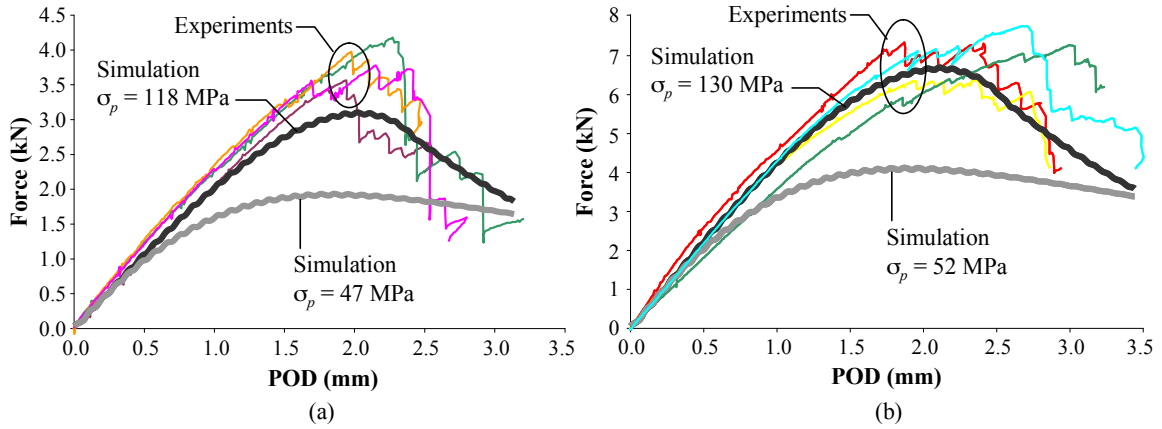 4.5
4.0
3.5
3.0
2.5
2.0
1.5
1.0
0.5
0.0
Force (kN)
Experiments
Simulation
σp = 118 MPa
Simulation
σp = 47 MPa
0.0 0.5 1.0 1.5 2.0 2.5 3.0 3.5
POD (mm)
(a)
8
7
6
5
4
3
2
1
0
Force (kN)
Experiments
Simulation
σp = 130 MPa
Simulation
σp = 52 MPa
0.0 0.5 1.0 1.5 2.0 2.5 3.0 3.5
POD (mm)
(b)